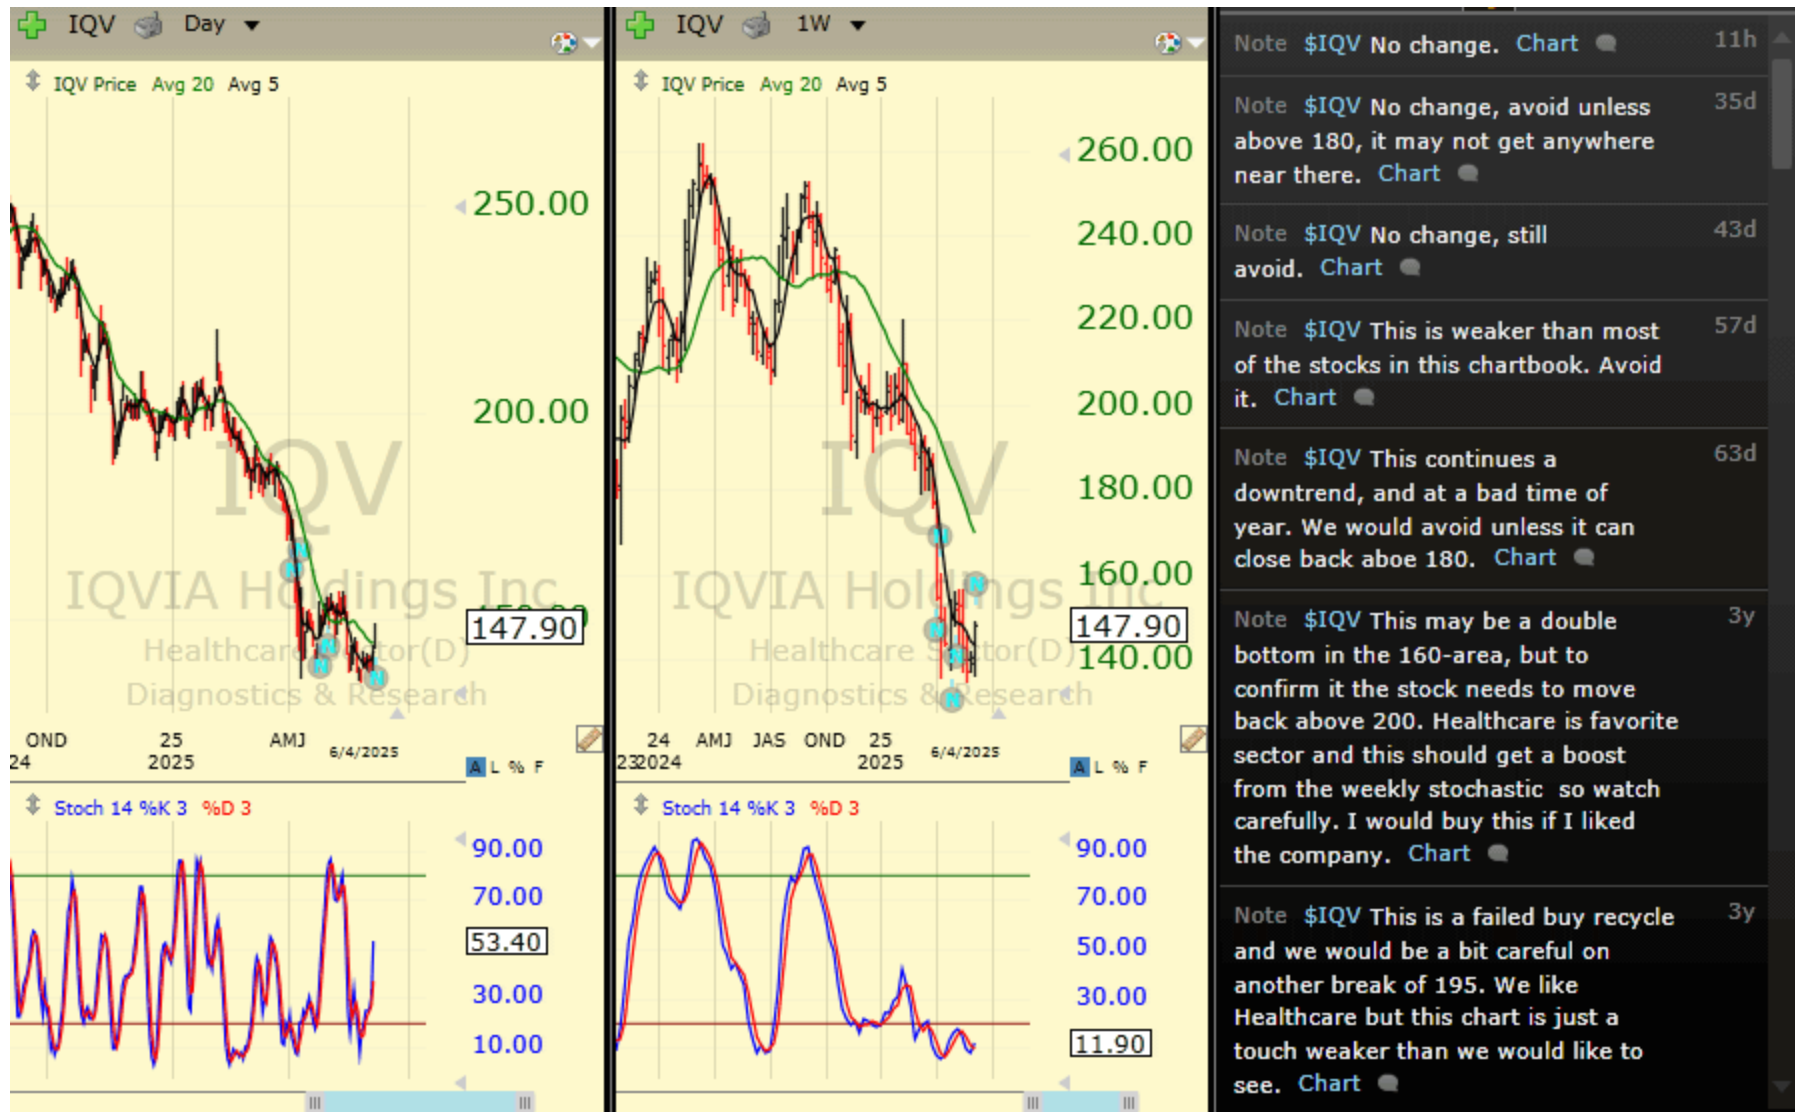 IQV Day
IQV Price Avg 20 Avg 5
250.00
200.00
147.90
IQV
IQVIA Holdings Inc
Healthcare Sector(D)
Diagnostics & Research
OND 25 AMJ 6/4/2025
24 2025
A L % F
Stoch 14 %K 3 %D 3
90.00
70.00
53.40
30.00
10.00
IQV 1W
IQV Price Avg 20 Avg 5
260.00
240.00
220.00
200.00
180.00
160.00
147.90
140.00
IQV
IQVIA Holdings Inc
Healthcare Sector(D)
Diagnostics & Research
24 AMJ JAS OND 25 6/4/2025
23 2024 2025
A L % F
Stoch 14 %K 3 %D 3
90.00
70.00
50.00
30.00
11.90
Note $IQV No change. Chart 11h
Note $IQV No change, avoid unless 35d
above 180, it may not get anywhere
near there. Chart
Note $IQV No change, still 43d
avoid. Chart
Note $IQV This is weaker than most 57d
of the stocks in this chartbook. Avoid
it. Chart
Note $IQV This continues a 63d
downtrend, and at a bad time of
year. We would avoid unless it can
close back aboe 180. Chart
Note $IQV This may be a double 3y
bottom in the 160-area, but to
confirm it the stock needs to move
back above 200. Healthcare is favorite
sector and this should get a boost
from the weekly stochastic so watch
carefully. I would buy this if I liked
the company. Chart
Note $IQV This is a failed buy recycle 3y
and we would be a bit careful on
another break of 195. We like
Healthcare but this chart is just a
touch weaker than we would like to
see. Chart